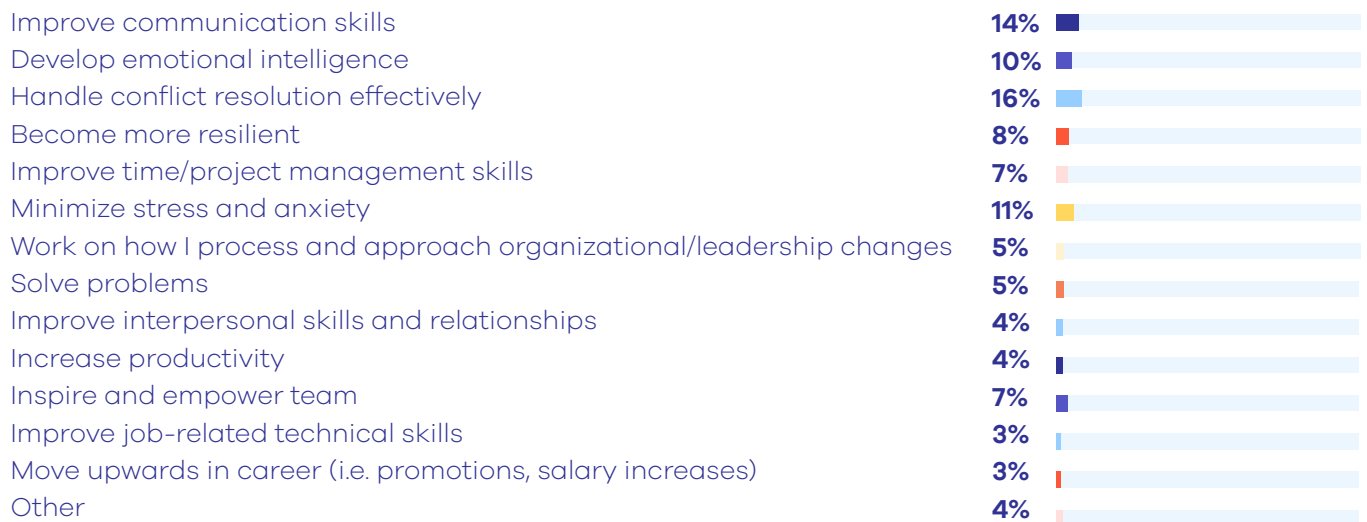 Improve communication skills 14%
Develop emotional intelligence 10%
Handle conflict resolution effectively 16%
Become more resilient 8%
Improve time/project management skills 7%
Minimize stress and anxiety 11%
Work on how I process and approach organizational/leadership changes 5%
Solve problems 5%
Improve interpersonal skills and relationships 4%
Increase productivity 4%
Inspire and empower team 7%
Improve job-related technical skills 3%
Move upwards in career (i.e. promotions, salary increases) 3%
Other 4%